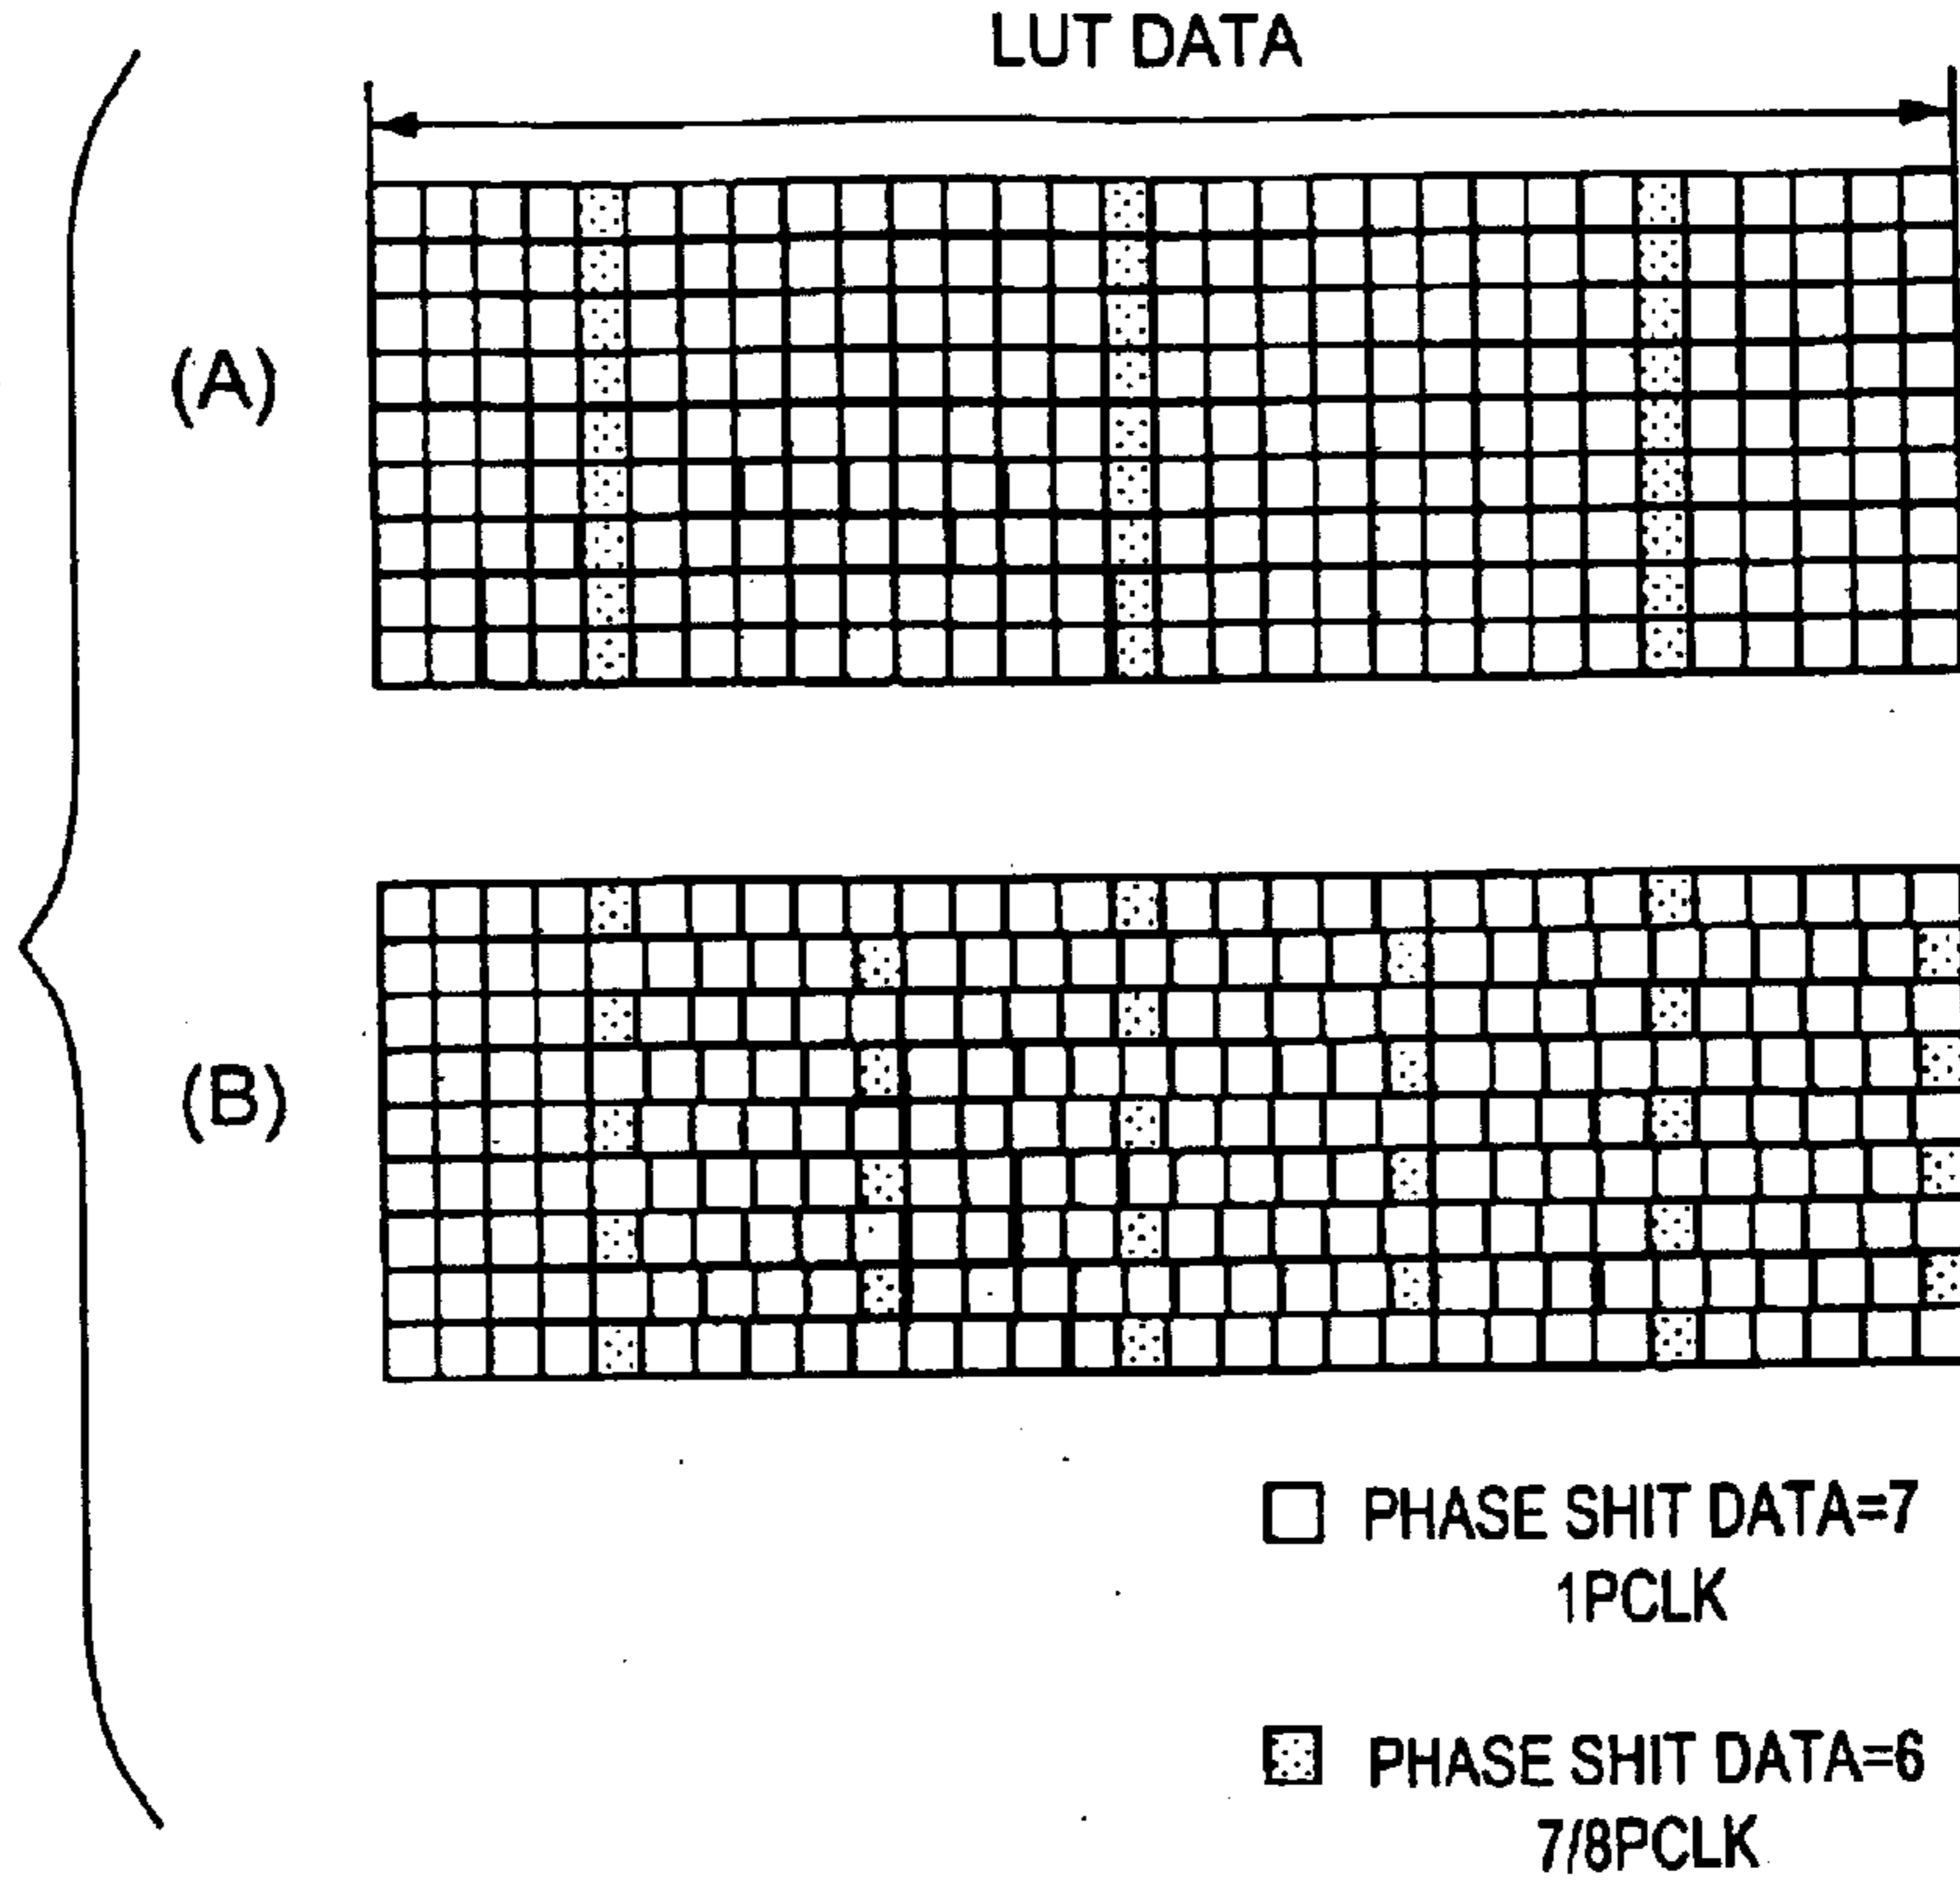 LUT DATA
(A)
(B)
PHASE SHIT DATA=7
1PCLK
PHASE SHIT DATA=6
7/8PCLK